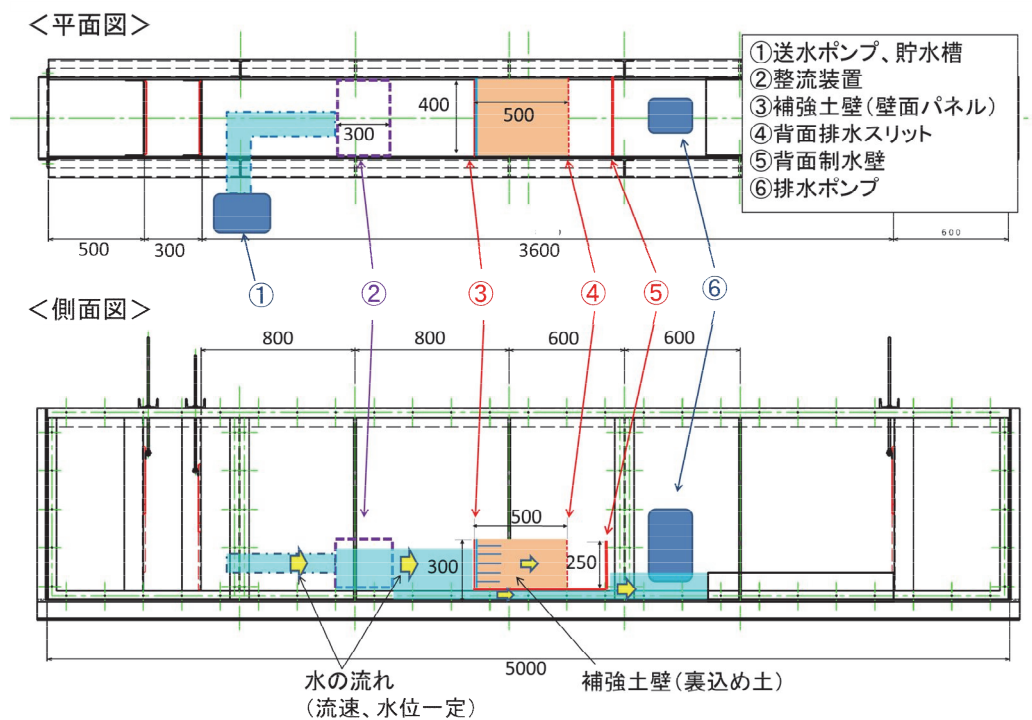 ＜平面図＞
①送水ポンプ、貯水槽
②整流装置
③補強土壁（壁面パネル）
④背面排水スリット
⑤背面制水壁
⑥排水ポンプ
400
300
500
500
300
3600
600
①
②
③
④
⑤
⑥
＜側面図＞
800
800
600
600
500
300
250
5000
水の流れ
（流速、水位一定）
補強土壁（裏込め土）